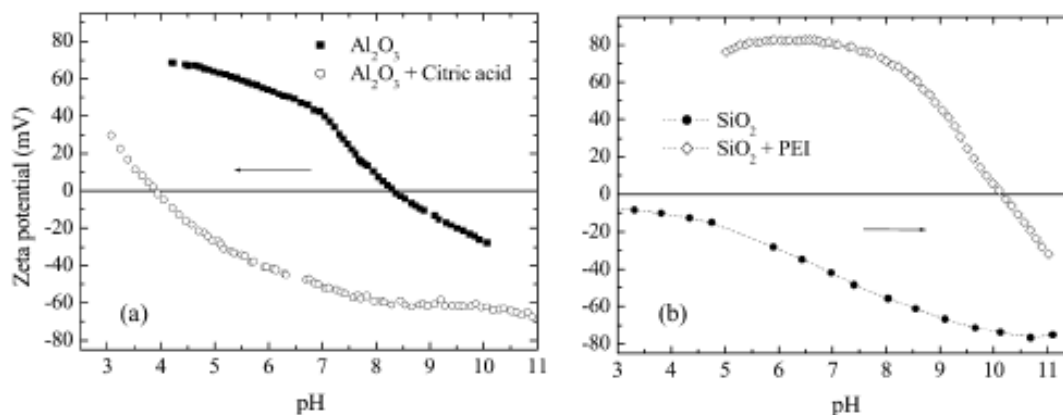 80
60
40
20
0
-20
-40
-60
-80
Zeta potential (mV)
Al₂O₃
Al₂O₃ + Citric acid
(a)
3 4 5 6 7 8 9 10 11
pH
80
60
40
20
0
-20
-40
-60
-80
SiO₂
SiO₂ + PEI
(b)
3 4 5 6 7 8 9 10 11
pH